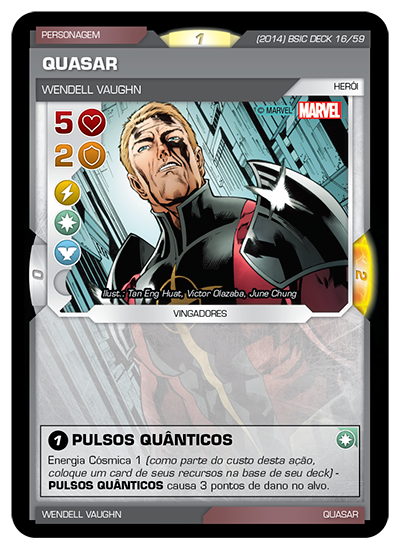 PERSONAGEM
1
(2014) BSIC DECK 16/59
QUASAR
WENDELL VAUGHN
HERÓI
5
© MARVEL MARVEL
2
0
2
Ilust.: Tan Eng Huat, Victor Olazaba, June Chung
VINGADORES
1 PULSOS QUÂNTICOS
Energia Cósmica 1 (como parte do custo desta ação,
coloque um card de seus recursos na base de seu deck) -
PULSOS QUÂNTICOS causa 3 pontos de dano no alvo.
WENDELL VAUGHN
QUASAR